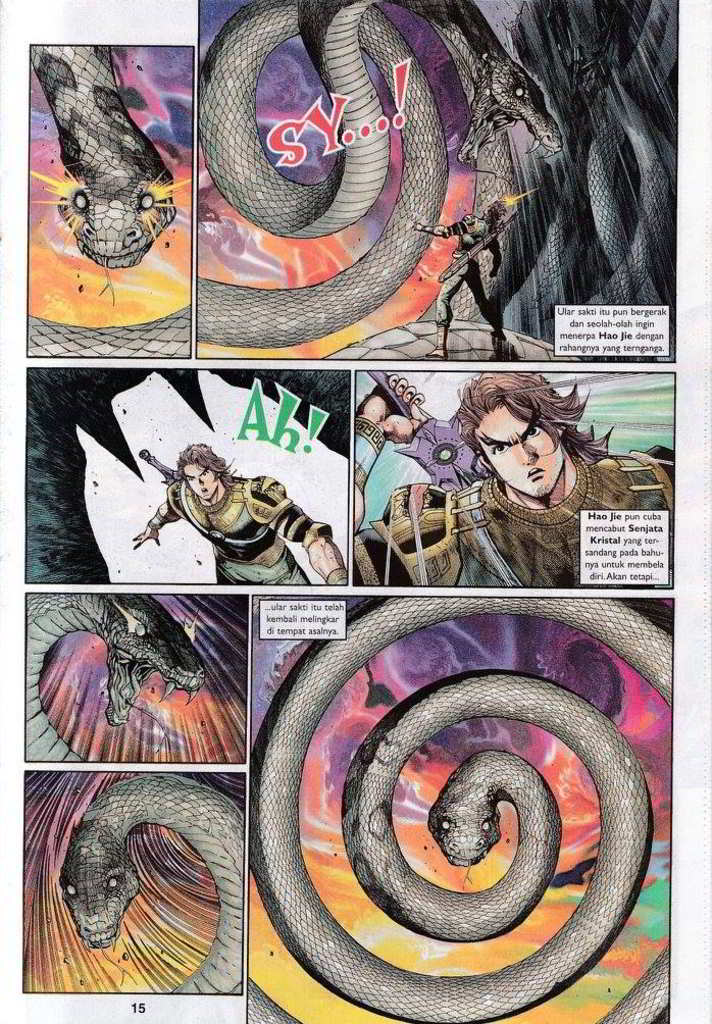 SY...!
Ular sakti itu pun bergerak
dan seolah-olah ingin
menerpa Hao Jie dengan
rahangnya yang ternganga.
Ah!
Hao Jie pun cuba
mencabut Senjata
Kristal yang ter-
sandang pada bahu-
nya untuk membela
diri. Akan tetapi...
...ular sakti itu telah
kembali melingkar
di tempat asalnya.
15